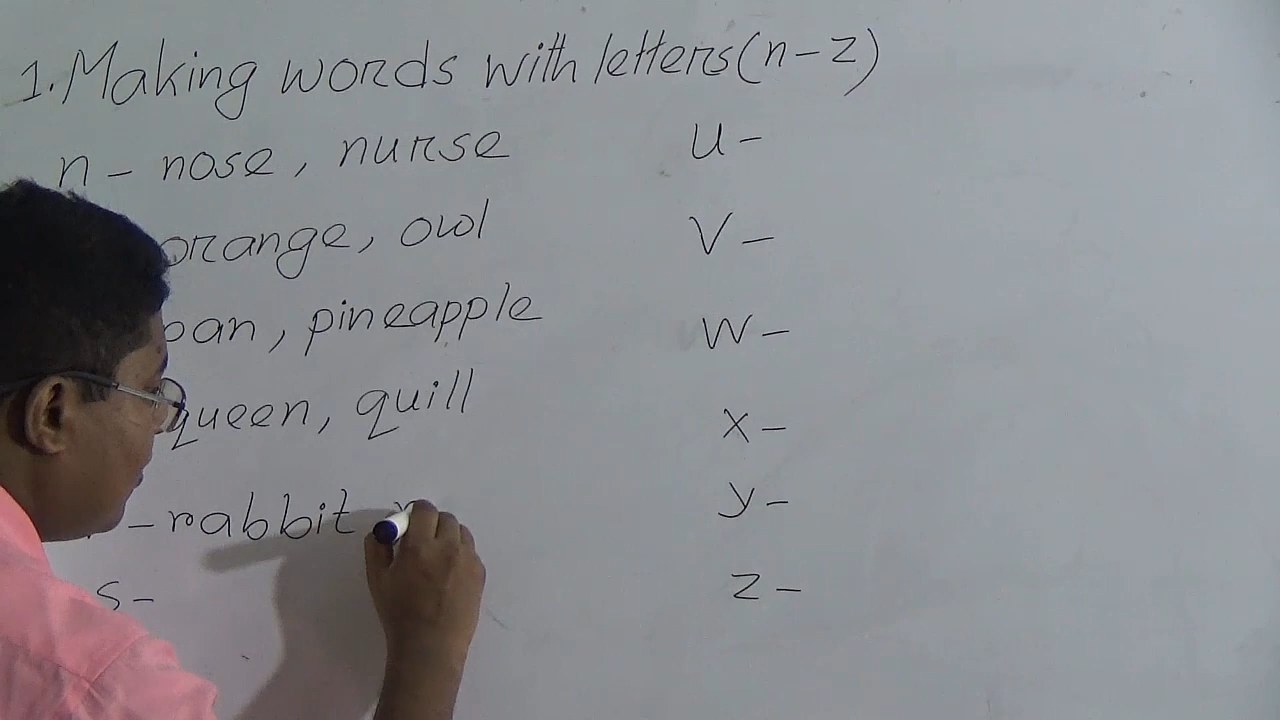 1. Making words with letters (n-z)
n - nose, nurse
orange, owl
pan, pineapple
queen, quill
- rabbit
s -
u -
v -
w -
x -
y -
z -